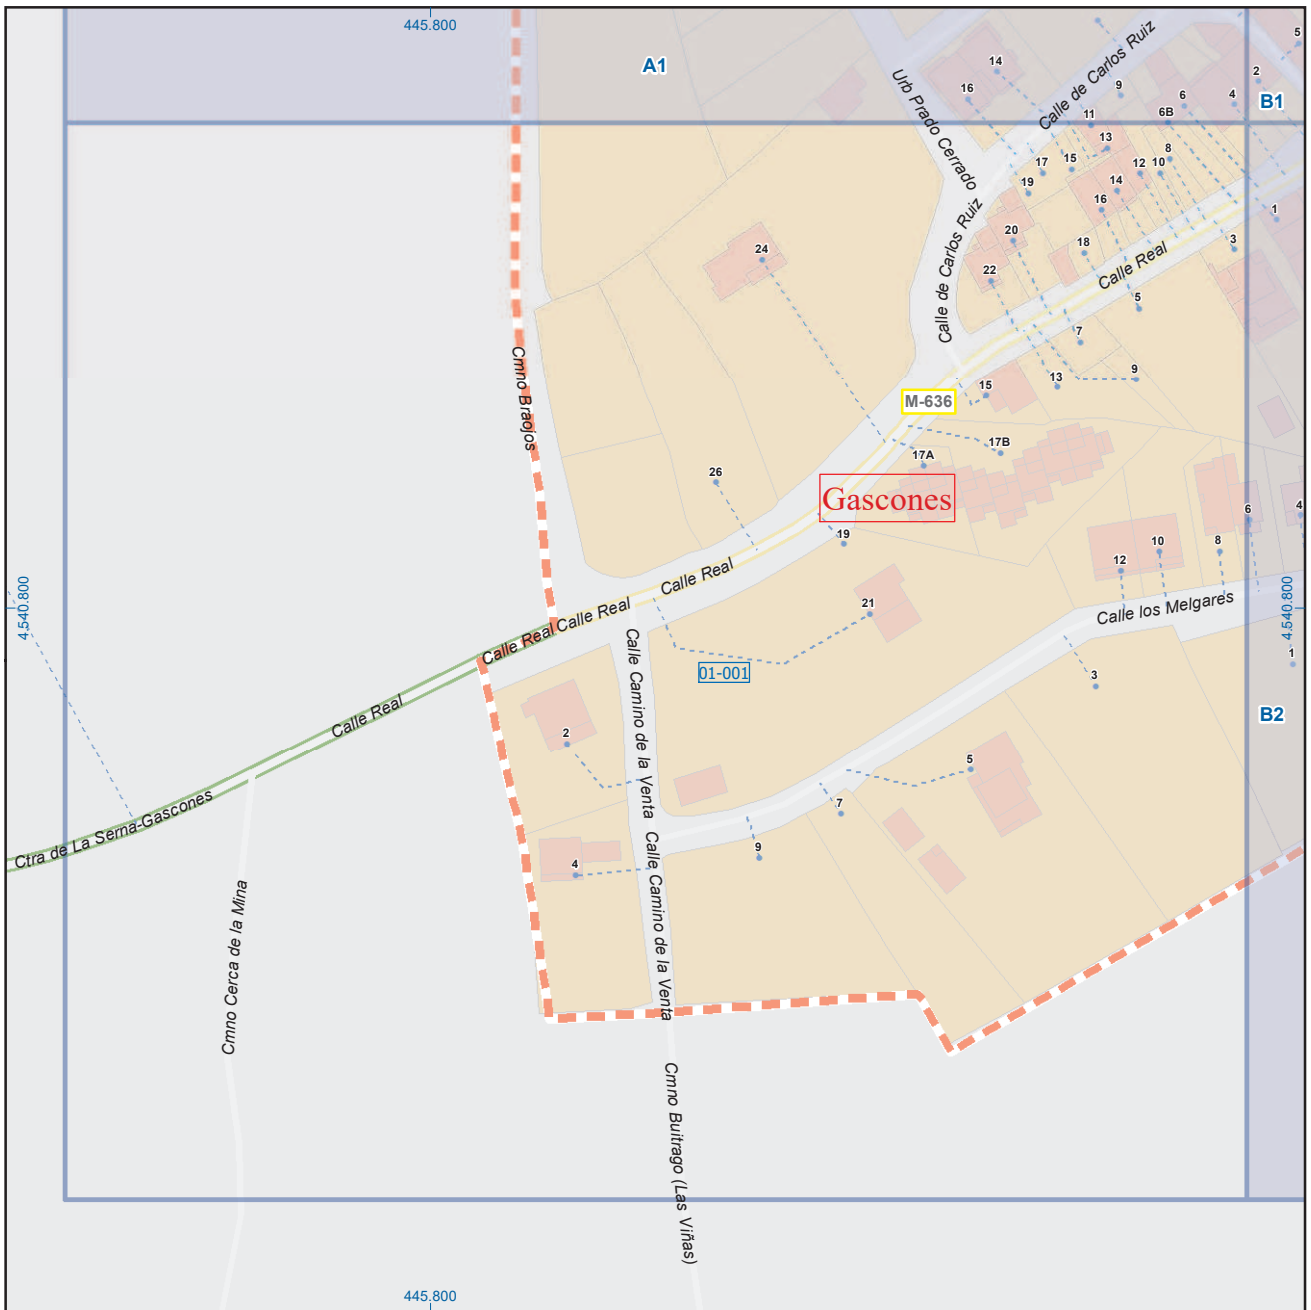 445.800
A1
B1
Calle de Carlos Ruiz
Urb Prado Cerrado
14
16
9
11
13
6
6B
4
2
5
8
17
15
12
10
19
14
16
1
20
18
3
24
22
Calle de Carlos Ruiz
Calle Real
5
7
Cmno Braojos
13
9
15
M-636
17B
17A
26
Gascones
19
6
4
12
10
8
4.540.800
4.540.800
Calle Real
Calle Real
Calle Real
Calle los Melgares
21
01-001
1
3
B2
Calle Real
Calle Camino de la Venta
2
5
7
9
4
Ctra de La Serna-Gascones
Calle Camino de la Venta
Cmno Cerca de la Mina
Cmno Buitrago (Las Viñas)
445.800